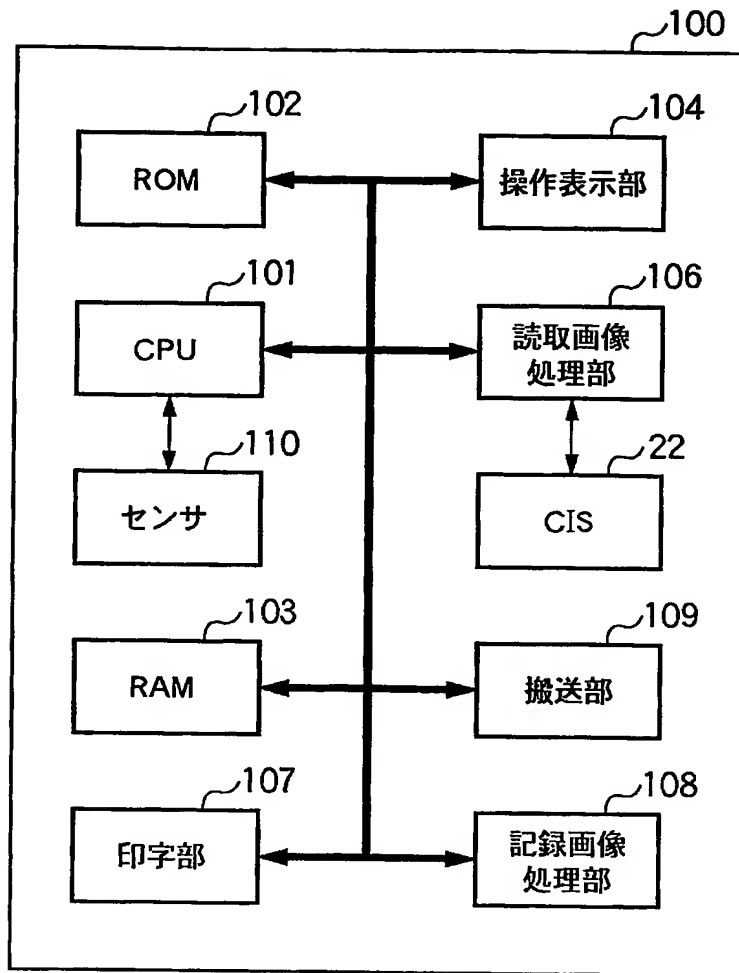 100
102
ROM
104
操作表示部
101
CPU
106
読取画像
処理部
110
センサ
22
CIS
103
RAM
109
搬送部
107
印字部
108
記録画像
処理部